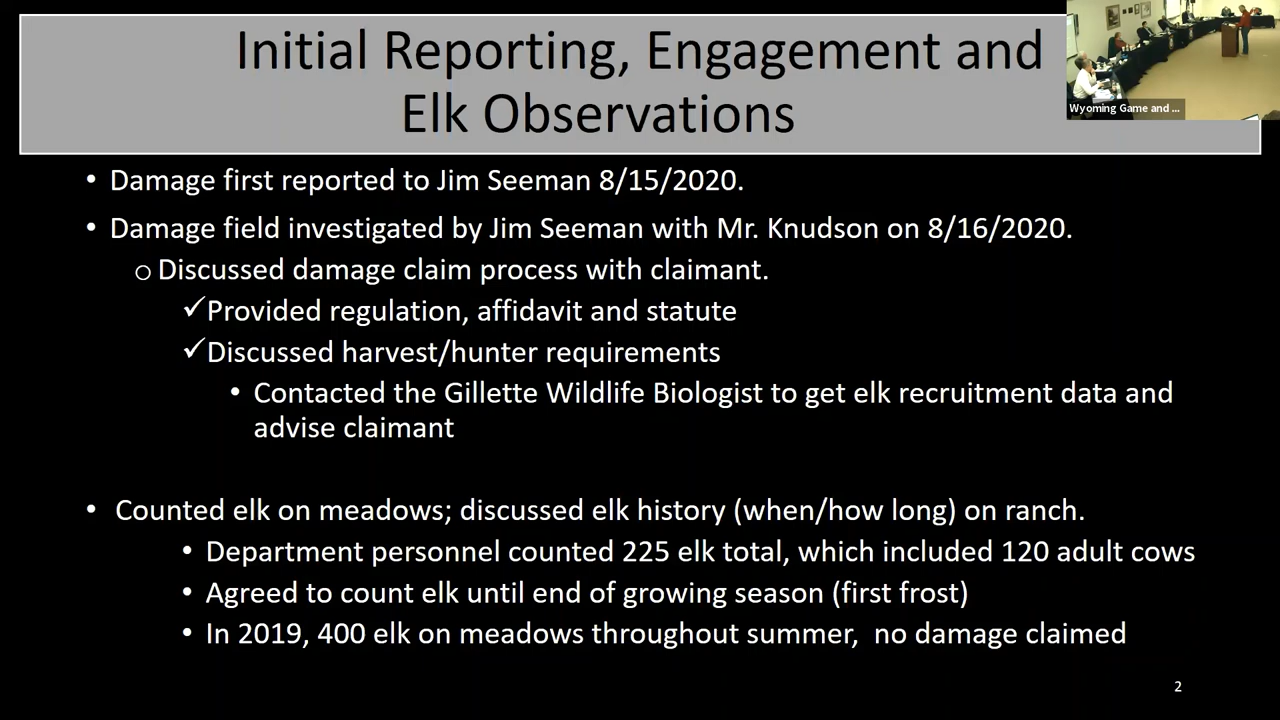 Initial Reporting, Engagement and
Elk Observations
Wyoming Game and ...
• Damage first reported to Jim Seeman 8/15/2020.
• Damage field investigated by Jim Seeman with Mr. Knudson on 8/16/2020.
o Discussed damage claim process with claimant.
✓Provided regulation, affidavit and statute
✓Discussed harvest/hunter requirements
• Contacted the Gillette Wildlife Biologist to get elk recruitment data and
advise claimant
• Counted elk on meadows; discussed elk history (when/how long) on ranch.
• Department personnel counted 225 elk total, which included 120 adult cows
• Agreed to count elk until end of growing season (first frost)
• In 2019, 400 elk on meadows throughout summer, no damage claimed
2